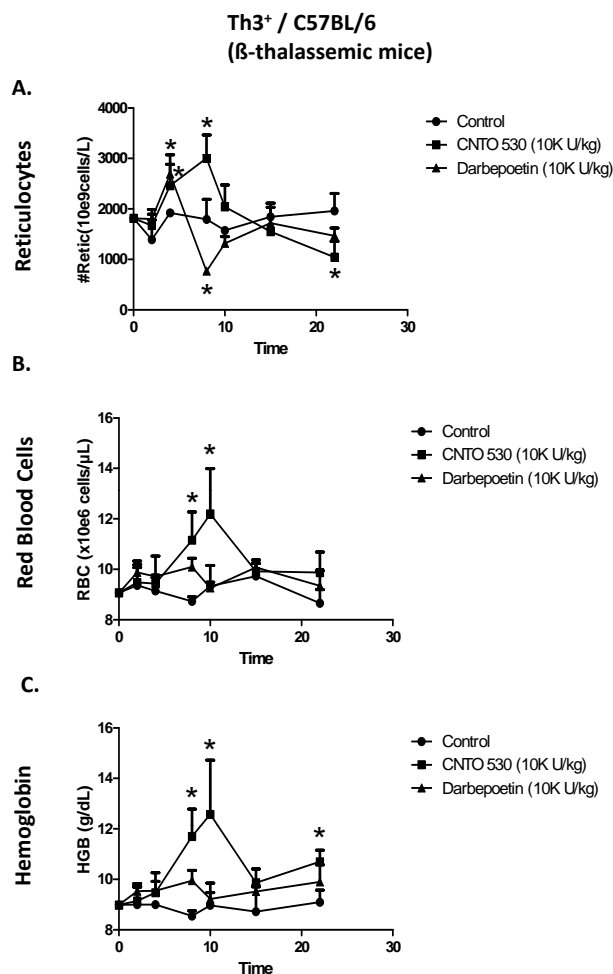 Th3⁺ / C57BL/6
(ß-thalassemic mice)
A.
Reticulocytes
#Retic(10e9cells/L)
4000
3000
2000
1000
0
0 10 20 30
Time
Control
CNTO 530 (10K U/kg)
Darbepoetin (10K U/kg)
* * * * *
B.
Red Blood Cells
RBC (x10e6 cells/µL)
16
14
12
10
8
0 10 20 30
Time
Control
CNTO 530 (10K U/kg)
Darbepoetin (10K U/kg)
* *
C.
Hemoglobin
HGB (g/dL)
16
14
12
10
8
0 10 20 30
Time
Control
CNTO 530 (10K U/kg)
Darbepoetin (10K U/kg)
* * *